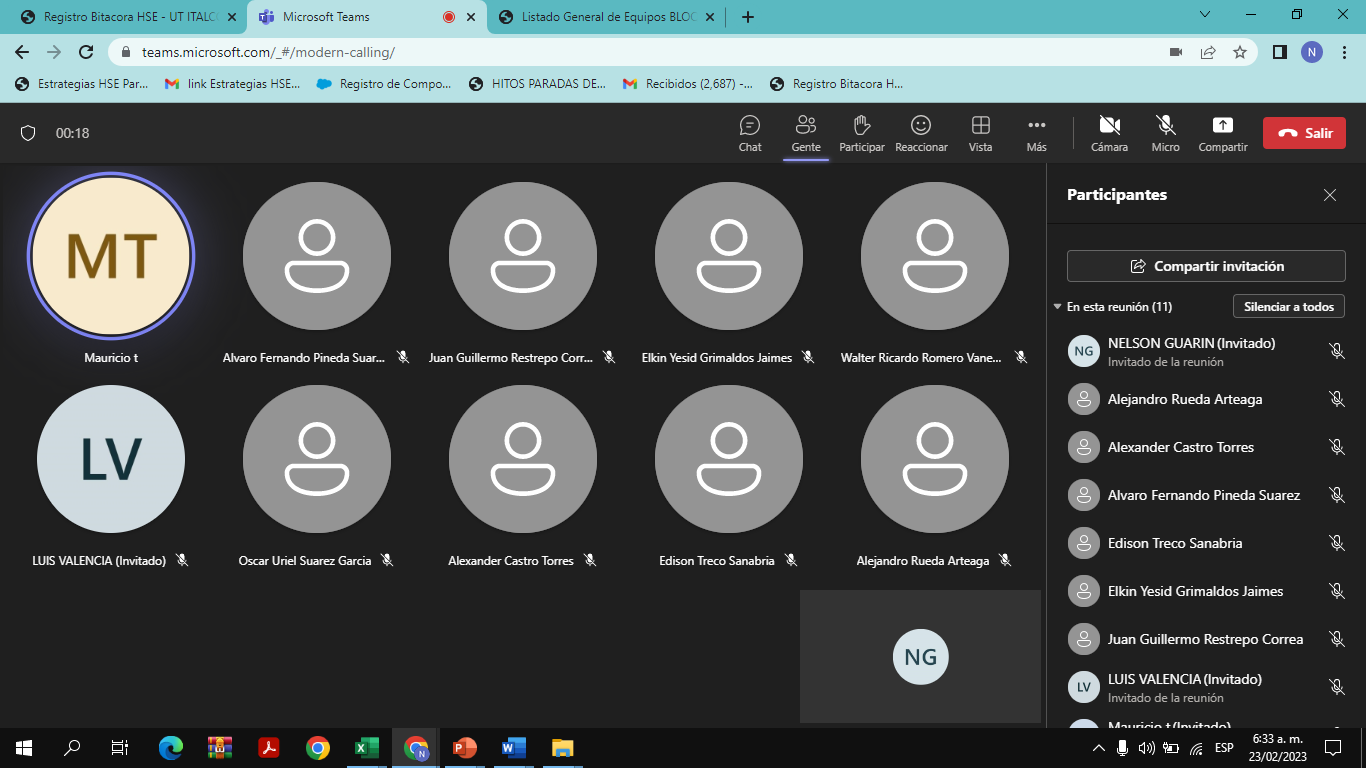 Registro Bitacora HSE - UT ITALCO
Microsoft Teams
Listado General de Equipos BLOC
teams.microsoft.com/_#/modern-calling/
N
Estrategias HSE Par...
link Estrategias HSE...
Registro de Compo...
HITOS PARADAS DE...
Recibidos (2,687) -...
Registro Bitacora H...
00:18
Chat
Gente
Participar
Reaccionar
Vista
Más
Cámara
Micro
Compartir
Salir
MT
Mauricio t
Alvaro Fernando Pineda Suar...
Juan Guillermo Restrepo Corr...
Elkin Yesid Grimaldos Jaimes
Walter Ricardo Romero Vane...
LV
LUIS VALENCIA (Invitado)
Oscar Uriel Suarez Garcia
Alexander Castro Torres
Edison Treco Sanabria
Alejandro Rueda Arteaga
NG
Participantes
Compartir invitación
En esta reunión (11)
Silenciar a todos
NG
NELSON GUARIN (Invitado)
Invitado de la reunión
Alejandro Rueda Arteaga
Alexander Castro Torres
Alvaro Fernando Pineda Suarez
Edison Treco Sanabria
Elkin Yesid Grimaldos Jaimes
Juan Guillermo Restrepo Correa
LV
LUIS VALENCIA (Invitado)
Invitado de la reunión
Mauricio t (Invitado)
ESP
6:33 a. m.
23/02/2023